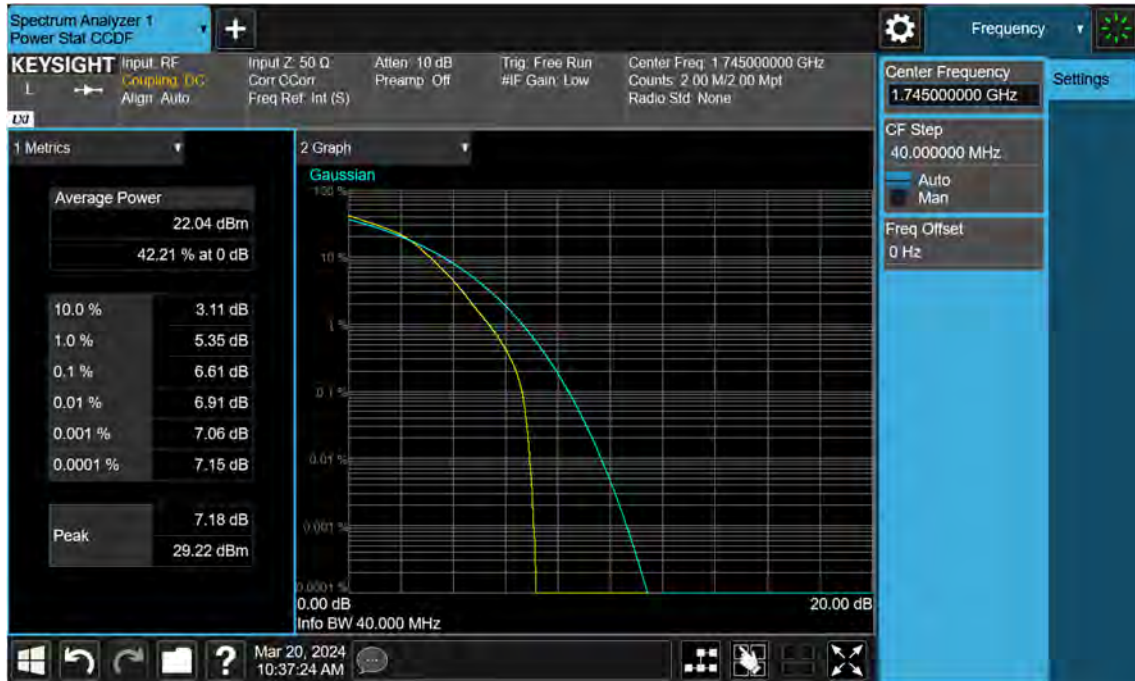 Spectrum Analyzer 1
Power Stat CCDF
Frequency
KEYSIGHT
L
LXI
Input: RF
Coupling: DC
Align: Auto
Input Z: 50 Ω
Corr CCorr
Freq Ref: Int (S)
Atten: 10 dB
Preamp: Off
Trig: Free Run
#IF Gain: Low
Center Freq: 1.745000000 GHz
Counts: 2.00 M/2.00 Mpt
Radio Std: None
Center Frequency
1.745000000 GHz
Settings
CF Step
40.000000 MHz
Auto
Man
Freq Offset
0 Hz
1 Metrics
Average Power
22.04 dBm
42.21 % at 0 dB
10.0 % 3.11 dB
1.0 % 5.35 dB
0.1 % 6.61 dB
0.01 % 6.91 dB
0.001 % 7.06 dB
0.0001 % 7.15 dB
Peak
7.18 dB
29.22 dBm
2 Graph
Gaussian
100 %
10 %
1 %
0.1 %
0.01 %
0.001 %
0.0001 %
0.00 dB 20.00 dB
Info BW 40.000 MHz
?
Mar 20, 2024
10:37:24 AM